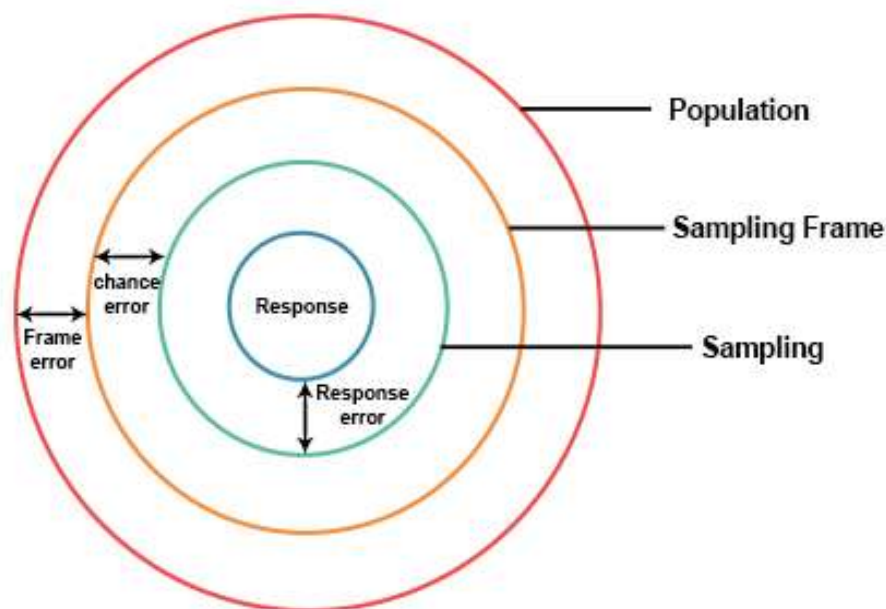 Population
Sampling Frame
chance
error
Response
Frame
error
Sampling
Response
error